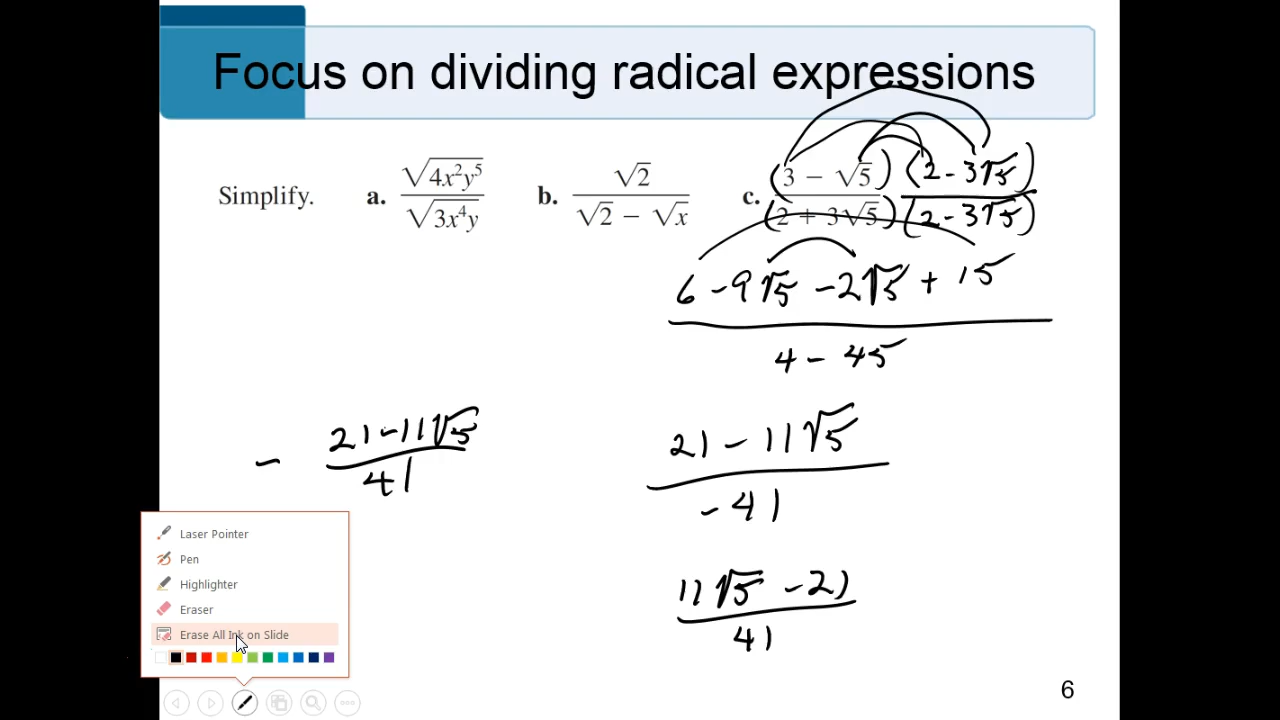 Focus on dividing radical expressions
Simplify. a. √(4x²y⁵) / √(3x⁴y) b. √2 / (√2 − √x) c. (3 − √5)(2 - 3√5) / (2 + 3√5)(2 - 3√5)
6 - 9√5 - 2√5 + 15
4 - 45
- (21 - 11√5) / 41
21 - 11√5
- 41
11√5 - 21
41
Laser Pointer
Pen
Highlighter
Eraser
Erase All Ink on Slide
6